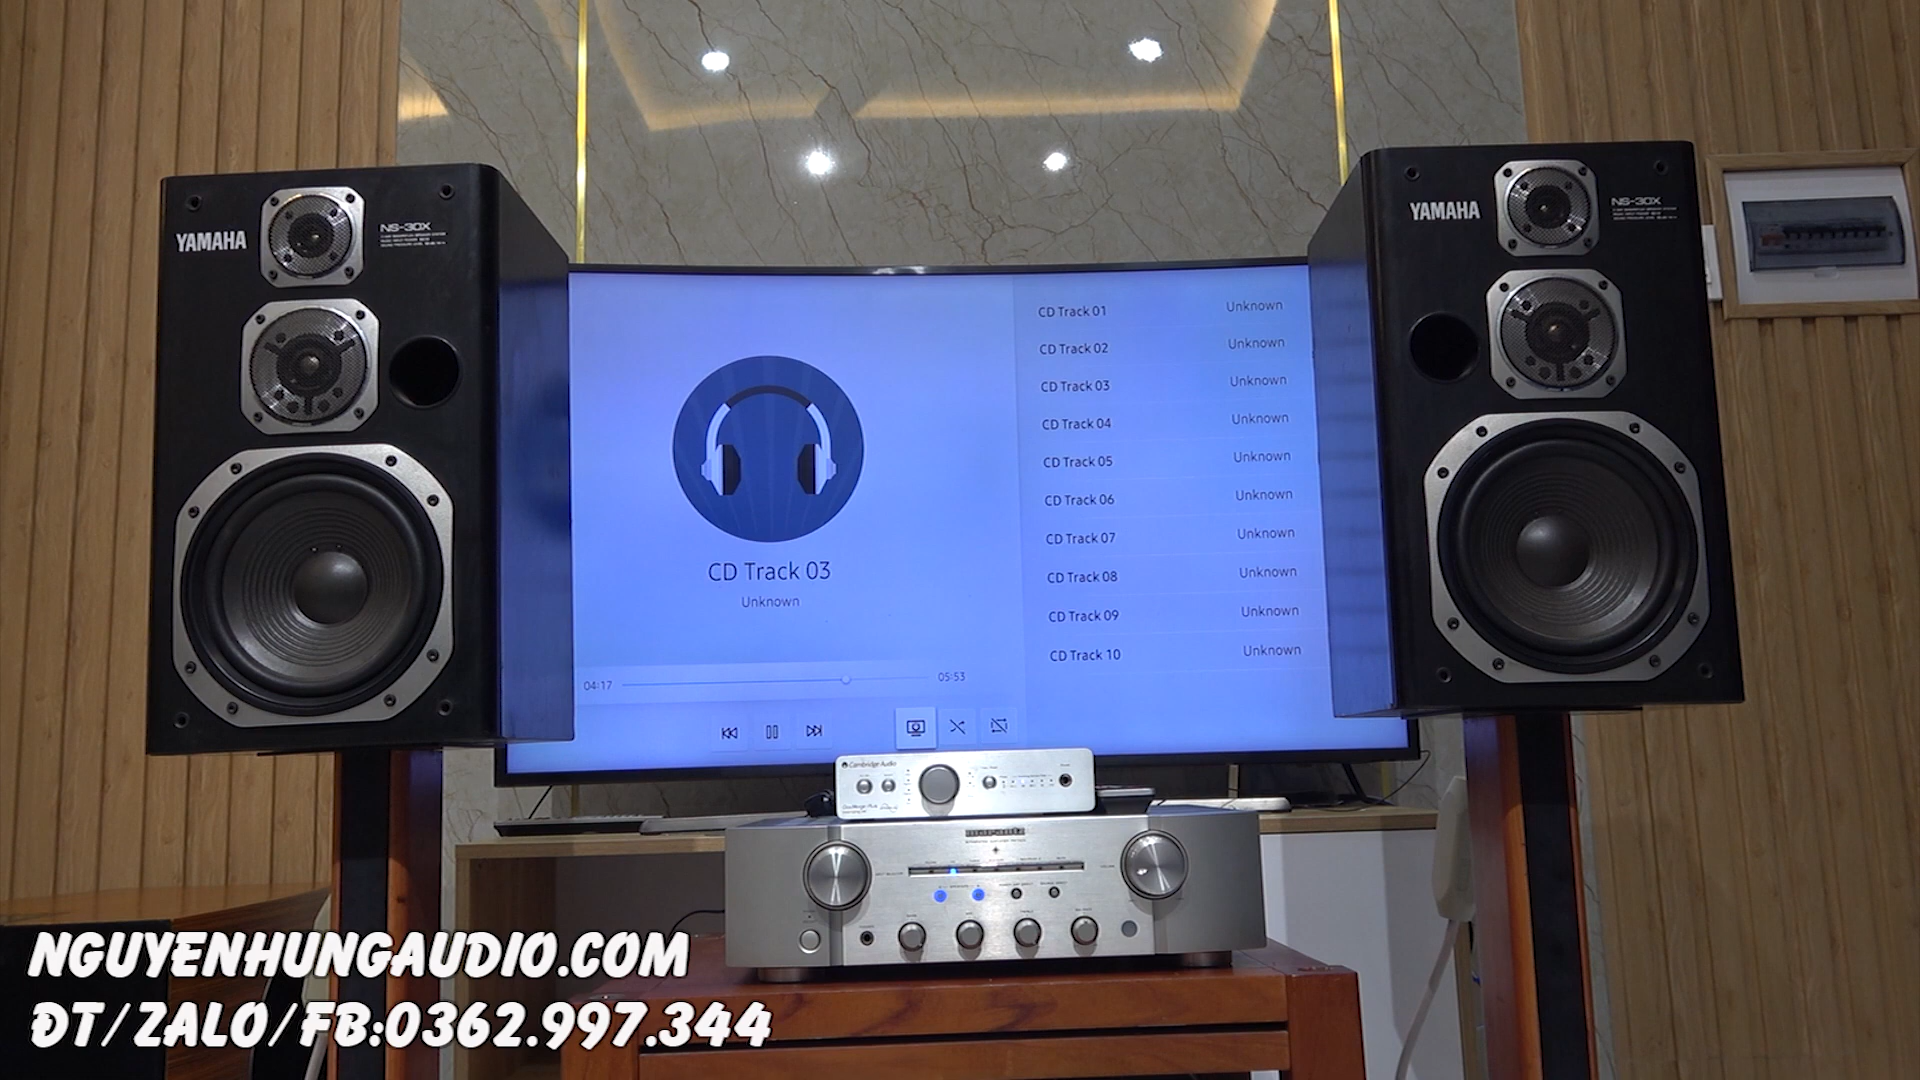 YAMAHA
NS-30X
YAMAHA
NS-30X
CD Track 01 Unknown
CD Track 02 Unknown
CD Track 03 Unknown
CD Track 04 Unknown
CD Track 05 Unknown
CD Track 06 Unknown
CD Track 07 Unknown
CD Track 08 Unknown
CD Track 09 Unknown
CD Track 10 Unknown
CD Track 03
Unknown
04:17
05:53
Cambridge Audio
DacMagic Plus
marantz
NGUYENHUNGAUDIO.COM
ĐT/ZALO/FB:0362.997.344